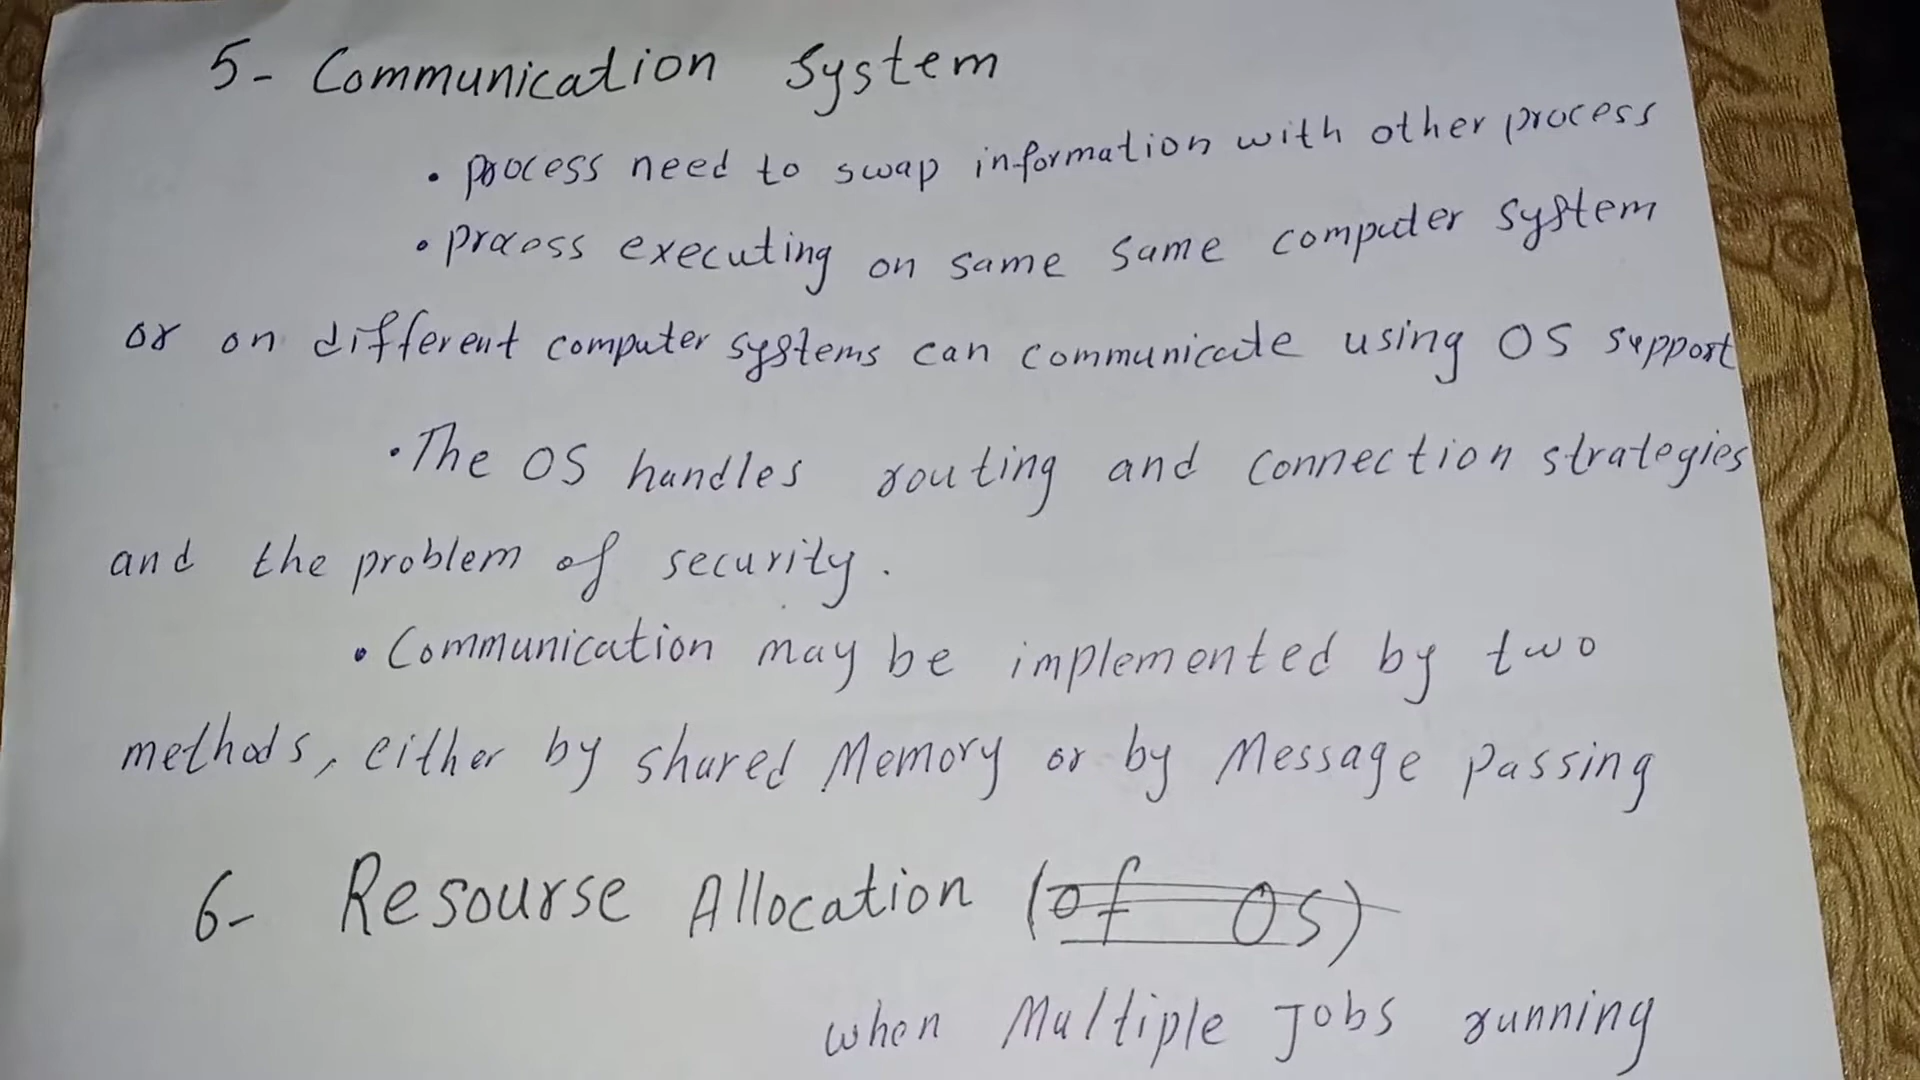 5- Communication System
• process need to swap information with other process
• process executing on same same computer system
or on different computer systems can communicate using OS support
• The OS handles routing and connection strategies
and the problem of security.
• Communication may be implemented by two
methods, either by shared Memory or by Message passing
6- Resourse Allocation (of OS)
when Multiple Jobs running